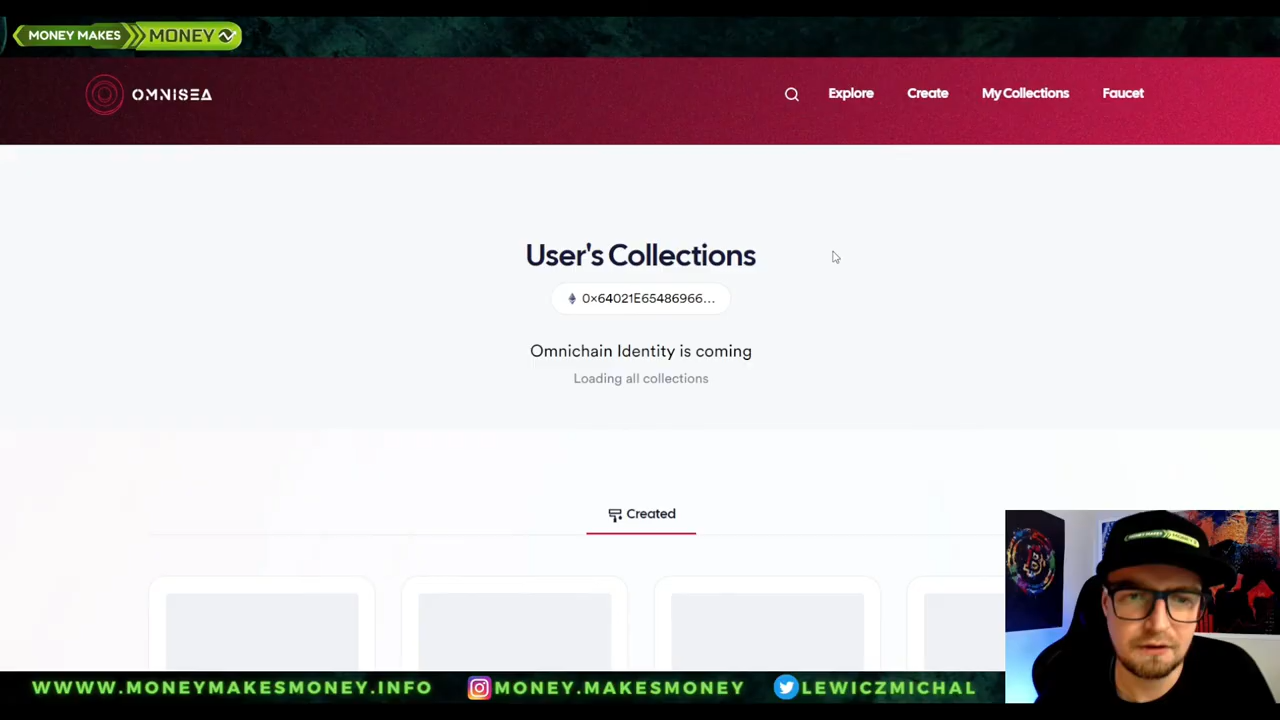 MONEY MAKES MONEY
OMNISEA
Explore Create My Collections Faucet
User's Collections
0x64021E65486966...
Omnichain Identity is coming
Loading all collections
Created
WWWW.MONEYMAKESMONEY.INFO MONEY.MAKESMONEY LEWICZMICHAL